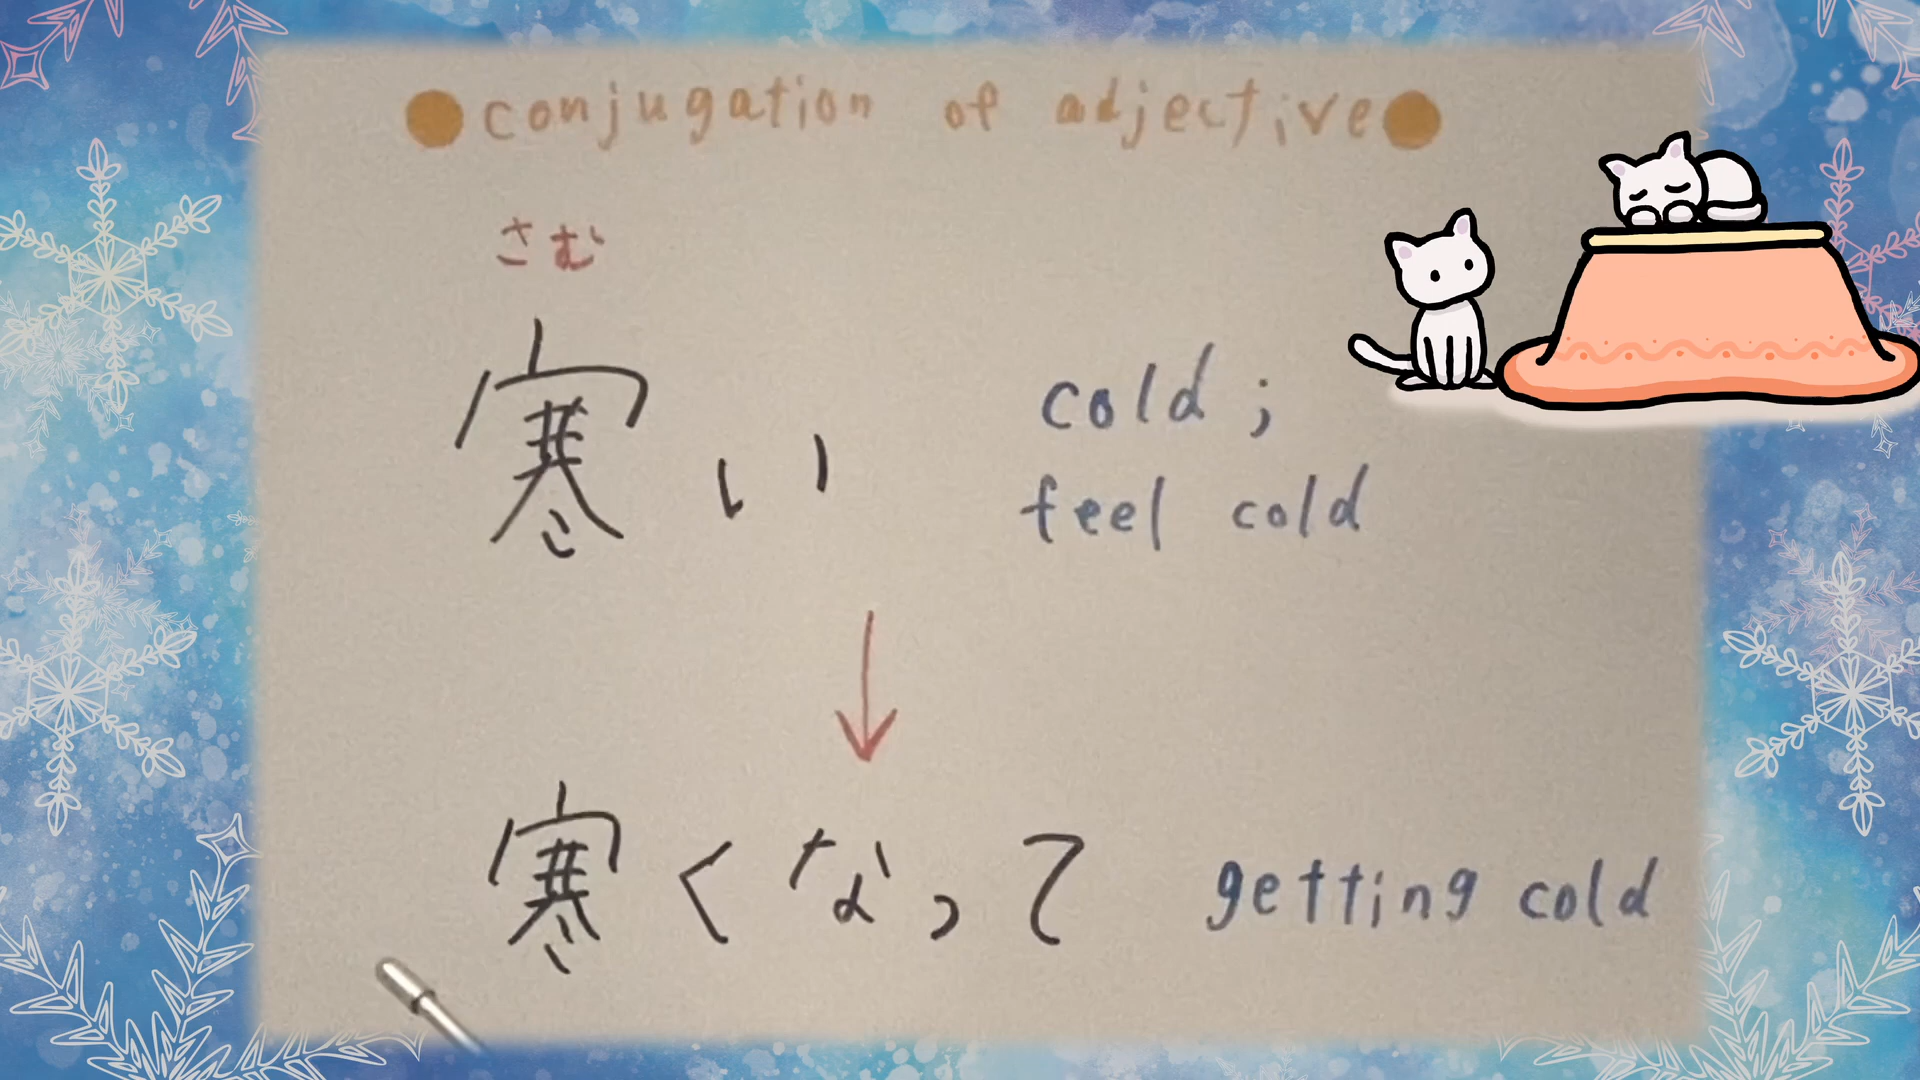 ●conjugation of adjective●
さむ
寒い
cold;
feel cold
↓
寒くなって
getting cold